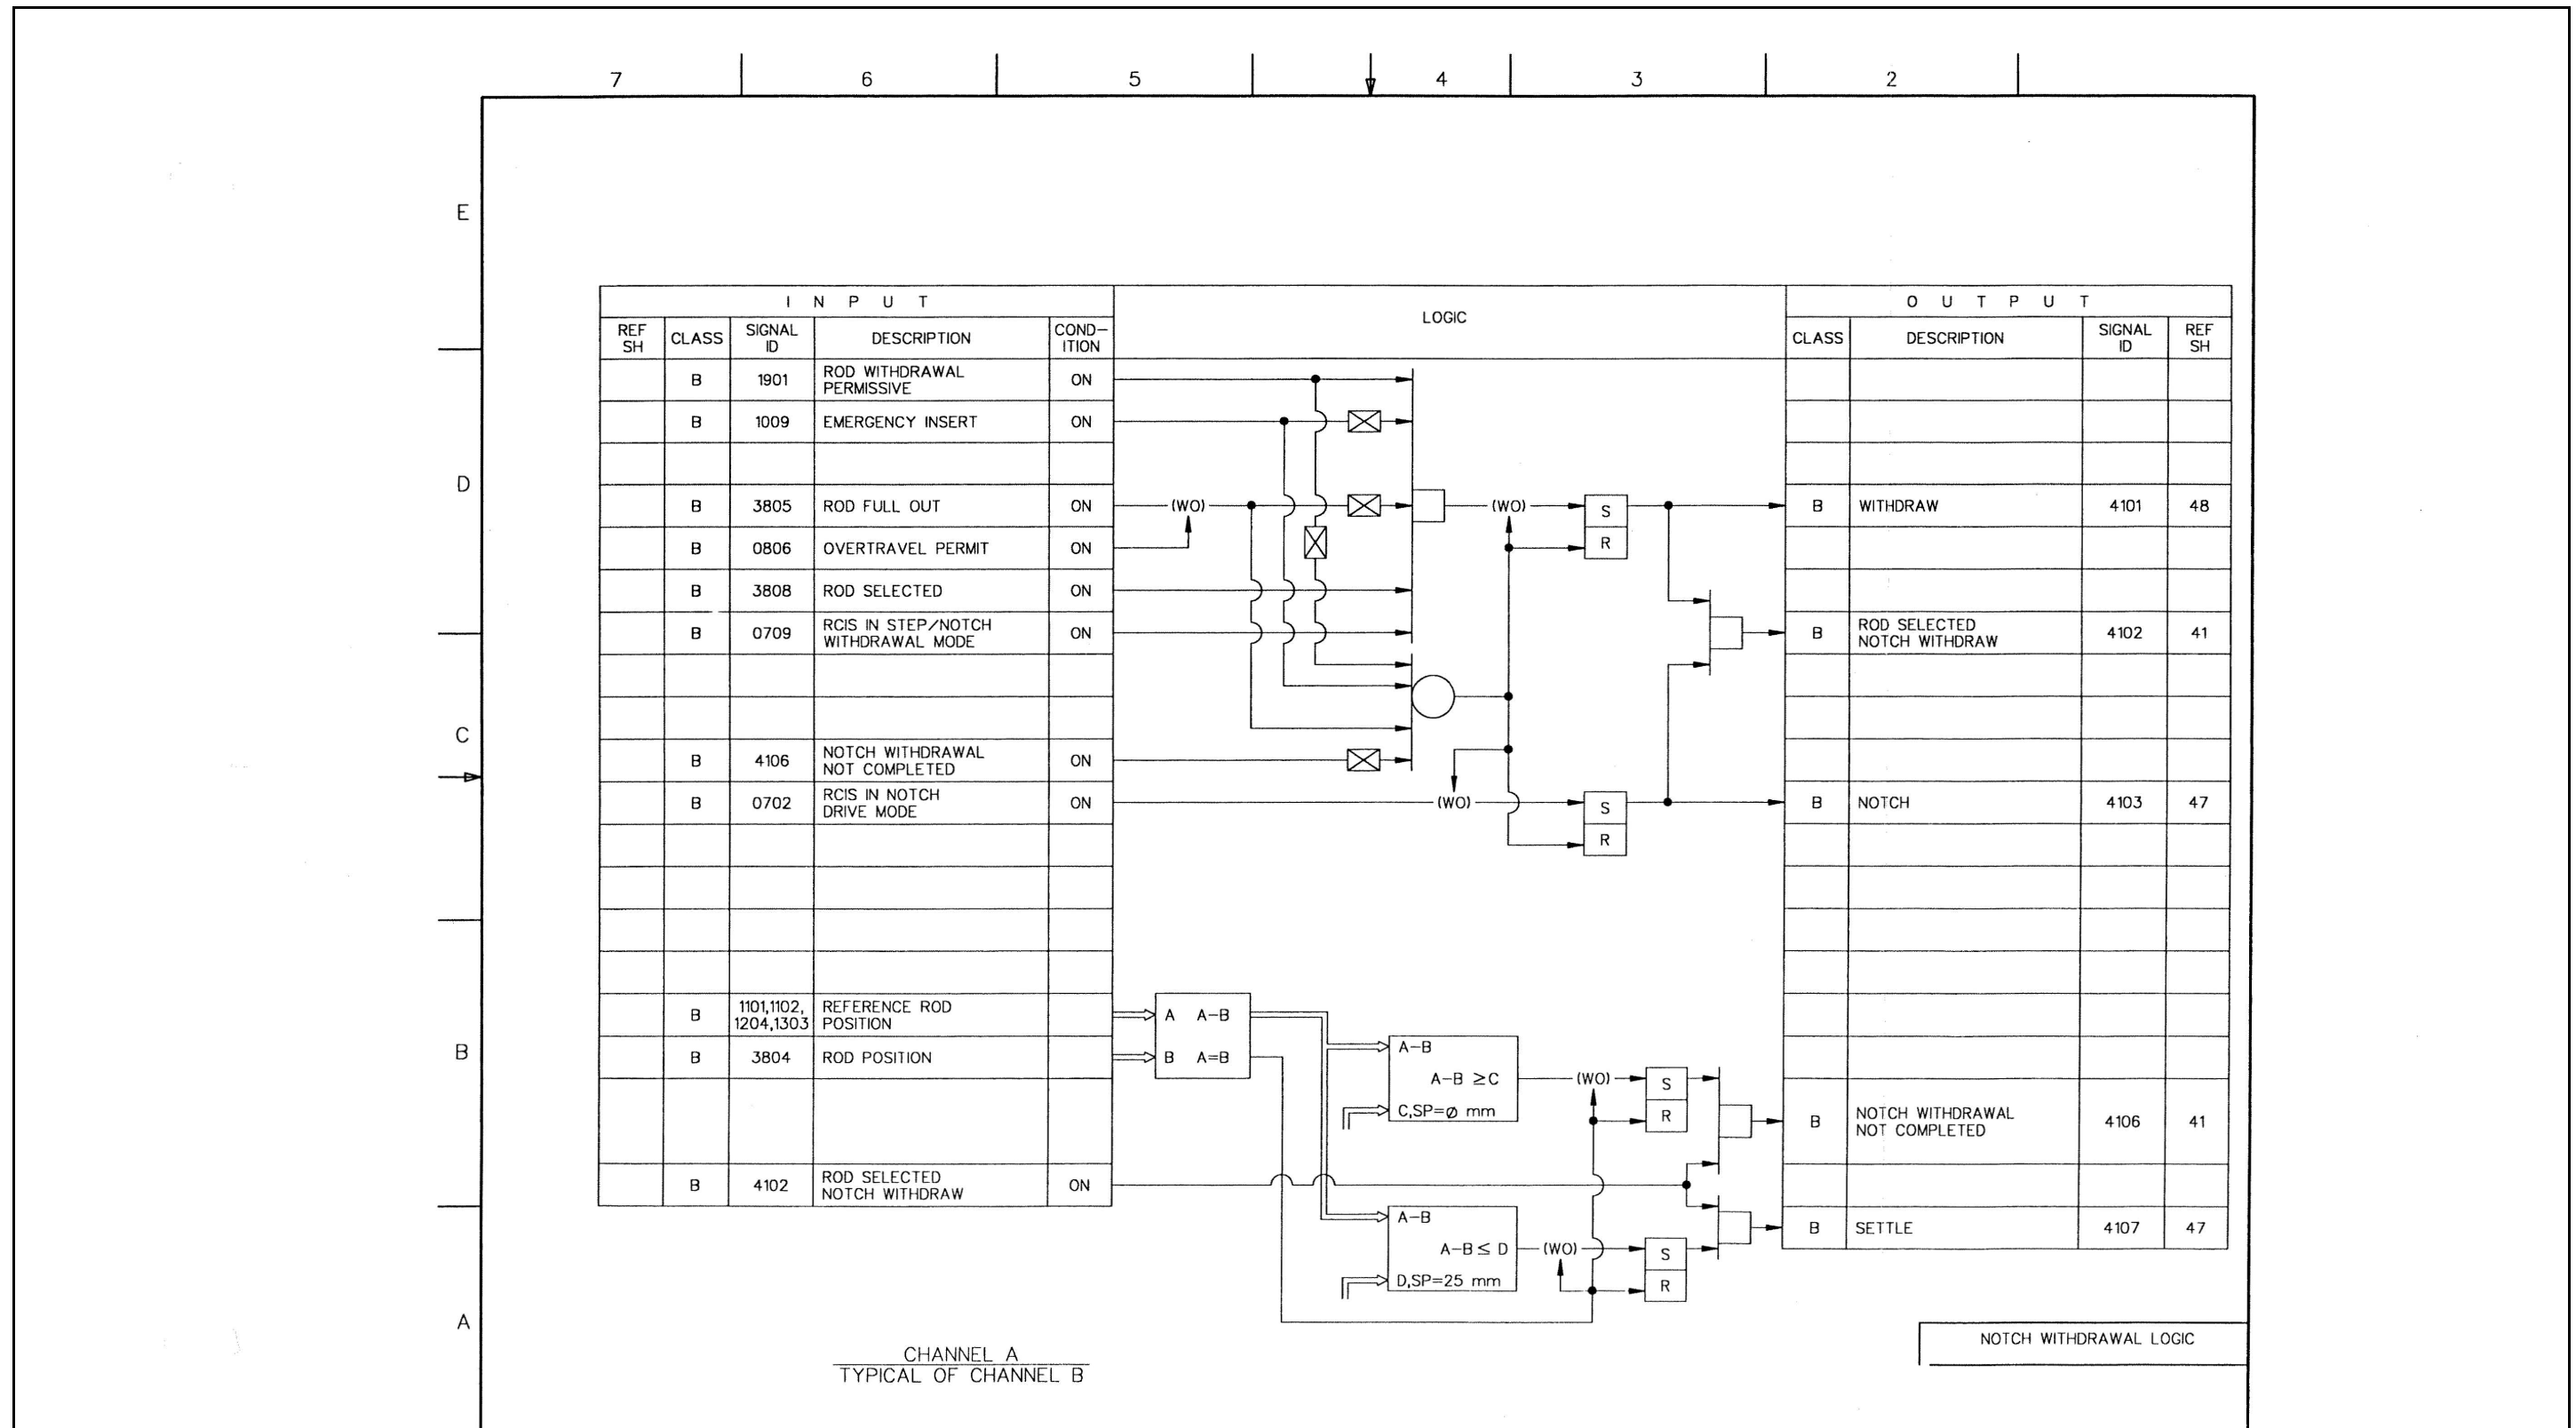 7 6 5 4 3 2
E
D
C
B
A
I N P U T
LOGIC
O U T P U T
REF SH CLASS SIGNAL ID DESCRIPTION COND-ITION
CLASS DESCRIPTION SIGNAL ID REF SH
B 1901 ROD WITHDRAWAL PERMISSIVE ON
B 1009 EMERGENCY INSERT ON
B 3805 ROD FULL OUT ON (WO) (WO) S R B WITHDRAW 4101 48
B 0806 OVERTRAVEL PERMIT ON
B 3808 ROD SELECTED ON
B 0709 RCIS IN STEP/NOTCH WITHDRAWAL MODE ON B ROD SELECTED NOTCH WITHDRAW 4102 41
B 4106 NOTCH WITHDRAWAL NOT COMPLETED ON
B 0702 RCIS IN NOTCH DRIVE MODE ON (WO) S R B NOTCH 4103 47
B 1101,1102, 1204,1303 REFERENCE ROD POSITION A A-B
B 3804 ROD POSITION B A=B
A-B
A-B ≥C (WO) S
C,SP=∅ mm R
B NOTCH WITHDRAWAL NOT COMPLETED 4106 41
B 4102 ROD SELECTED NOTCH WITHDRAW ON
A-B
A-B ≤ D (WO) S
D,SP=25 mm R
B SETTLE 4107 47
CHANNEL A
TYPICAL OF CHANNEL B
NOTCH WITHDRAWAL LOGIC